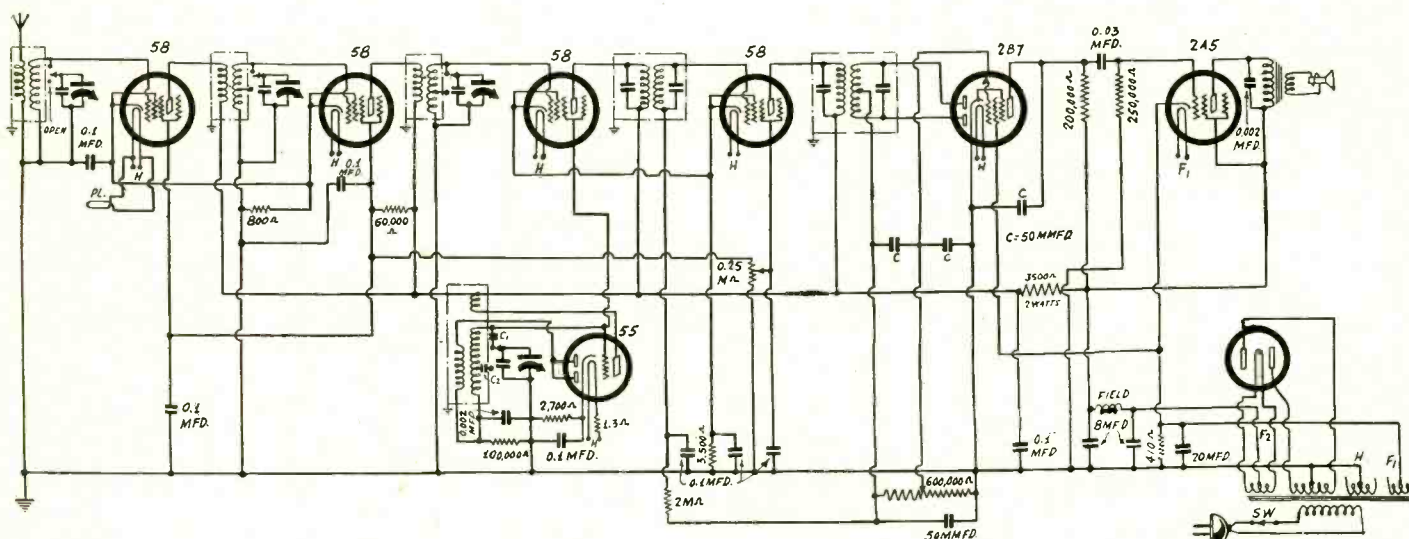 58
58
58
58
2B7
0.03
MFD.
2A5
200,000Ω
250,000Ω
0.002
MFD.
OPEN
0.1
MFD.
H
PL.
H
0.1
MFD.
H
W
W
F1
800Ω
60,000
Ω
C
C=50MMFD
C
C
0.25
MΩ
3500Ω
2WATTS
55
C1
C2
0.002
MFD
2,700Ω
1.3Ω
H
100,000Ω
0.1MFD.
0.1
MFD.
3,500Ω
0.1MFD.
0.1
MFD
FIELD
8MFD
410Ω
20MFD
F2
H
F1
2MΩ
600,000Ω
50MMFD.
SW